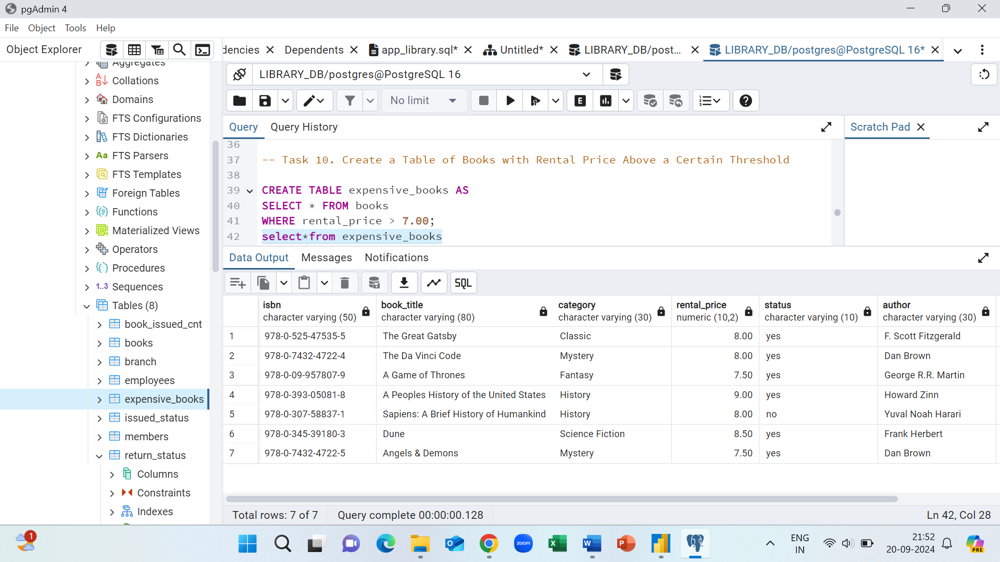 pgAdmin 4
File Object Tools Help
Object Explorer
dencies Dependents app_library.sql* Untitled* LIBRARY_DB/post... LIBRARY_DB/postgres@PostgreSQL 16*
LIBRARY_DB/postgres@PostgreSQL 16
No limit
E
Query Query History
Scratch Pad
Aggregates
Collations
Domains
FTS Configurations
FTS Dictionaries
Aa FTS Parsers
FTS Templates
Foreign Tables
Functions
Materialized Views
Operators
Procedures
1..3 Sequences
Tables (8)
book_issued_cnt
books
branch
employees
expensive_books
issued_status
members
return_status
Columns
Constraints
Indexes
36
37 -- Task 10. Create a Table of Books with Rental Price Above a Certain Threshold
38
39 CREATE TABLE expensive_books AS
40 SELECT * FROM books
41 WHERE rental_price > 7.00;
42 select*from expensive_books
Data Output Messages Notifications
SQL
isbn book_title category rental_price status author
character varying (50) character varying (80) character varying (30) numeric (10,2) character varying (10) character varying (30)
1 978-0-525-47535-5 The Great Gatsby Classic 8.00 yes F. Scott Fitzgerald
2 978-0-7432-4722-4 The Da Vinci Code Mystery 8.00 yes Dan Brown
3 978-0-09-957807-9 A Game of Thrones Fantasy 7.50 yes George R.R. Martin
4 978-0-393-05081-8 A Peoples History of the United States History 9.00 yes Howard Zinn
5 978-0-307-58837-1 Sapiens: A Brief History of Humankind History 8.00 no Yuval Noah Harari
6 978-0-345-39180-3 Dune Science Fiction 8.50 yes Frank Herbert
7 978-0-7432-4722-5 Angels & Demons Mystery 7.50 yes Dan Brown
Total rows: 7 of 7 Query complete 00:00:00.128 Ln 42, Col 28
1
zoom
ENG
IN
21:52
20-09-2024
PRE